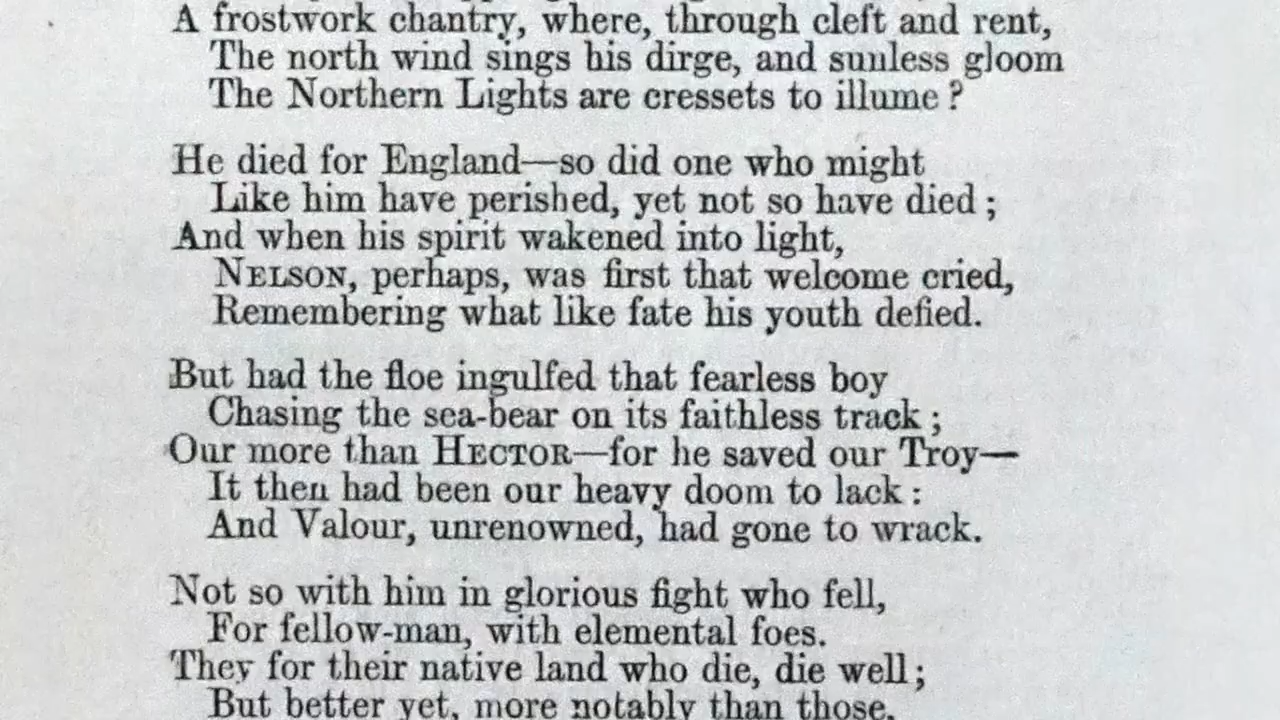 A frostwork chantry, where, through cleft and rent,
The north wind sings his dirge, and sunless gloom
The Northern Lights are cressets to illume?
He died for England—so did one who might
Like him have perished, yet not so have died;
And when his spirit wakened into light,
NELSON, perhaps, was first that welcome cried,
Remembering what like fate his youth defied.
But had the floe ingulfed that fearless boy
Chasing the sea-bear on its faithless track;
Our more than HECTOR—for he saved our Troy—
It then had been our heavy doom to lack:
And Valour, unrenowned, had gone to wrack.
Not so with him in glorious fight who fell,
For fellow-man, with elemental foes.
They for their native land who die, die well;
But better yet, more notably than those,